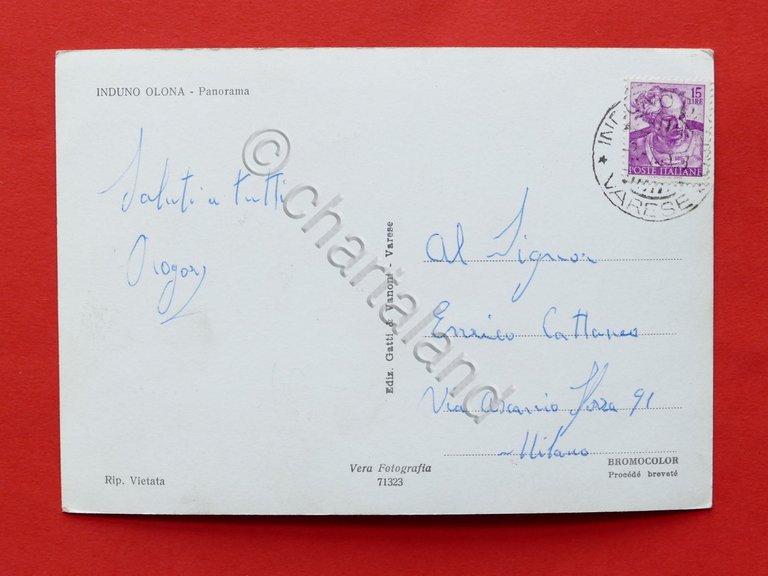 INDUNO OLONA - Panorama
Saluti a tutti
15
LIRE
POSTE ITALIANE
VARESE
Al Signor
Enrico Cattaneo
Via Ascanio Sforza 91
Milano
Ediz. Gatti & Vanoni - Varese
Rip. Vietata
Vera Fotografia
71323
BROMOCOLOR
Procédé breveté
© chartaland